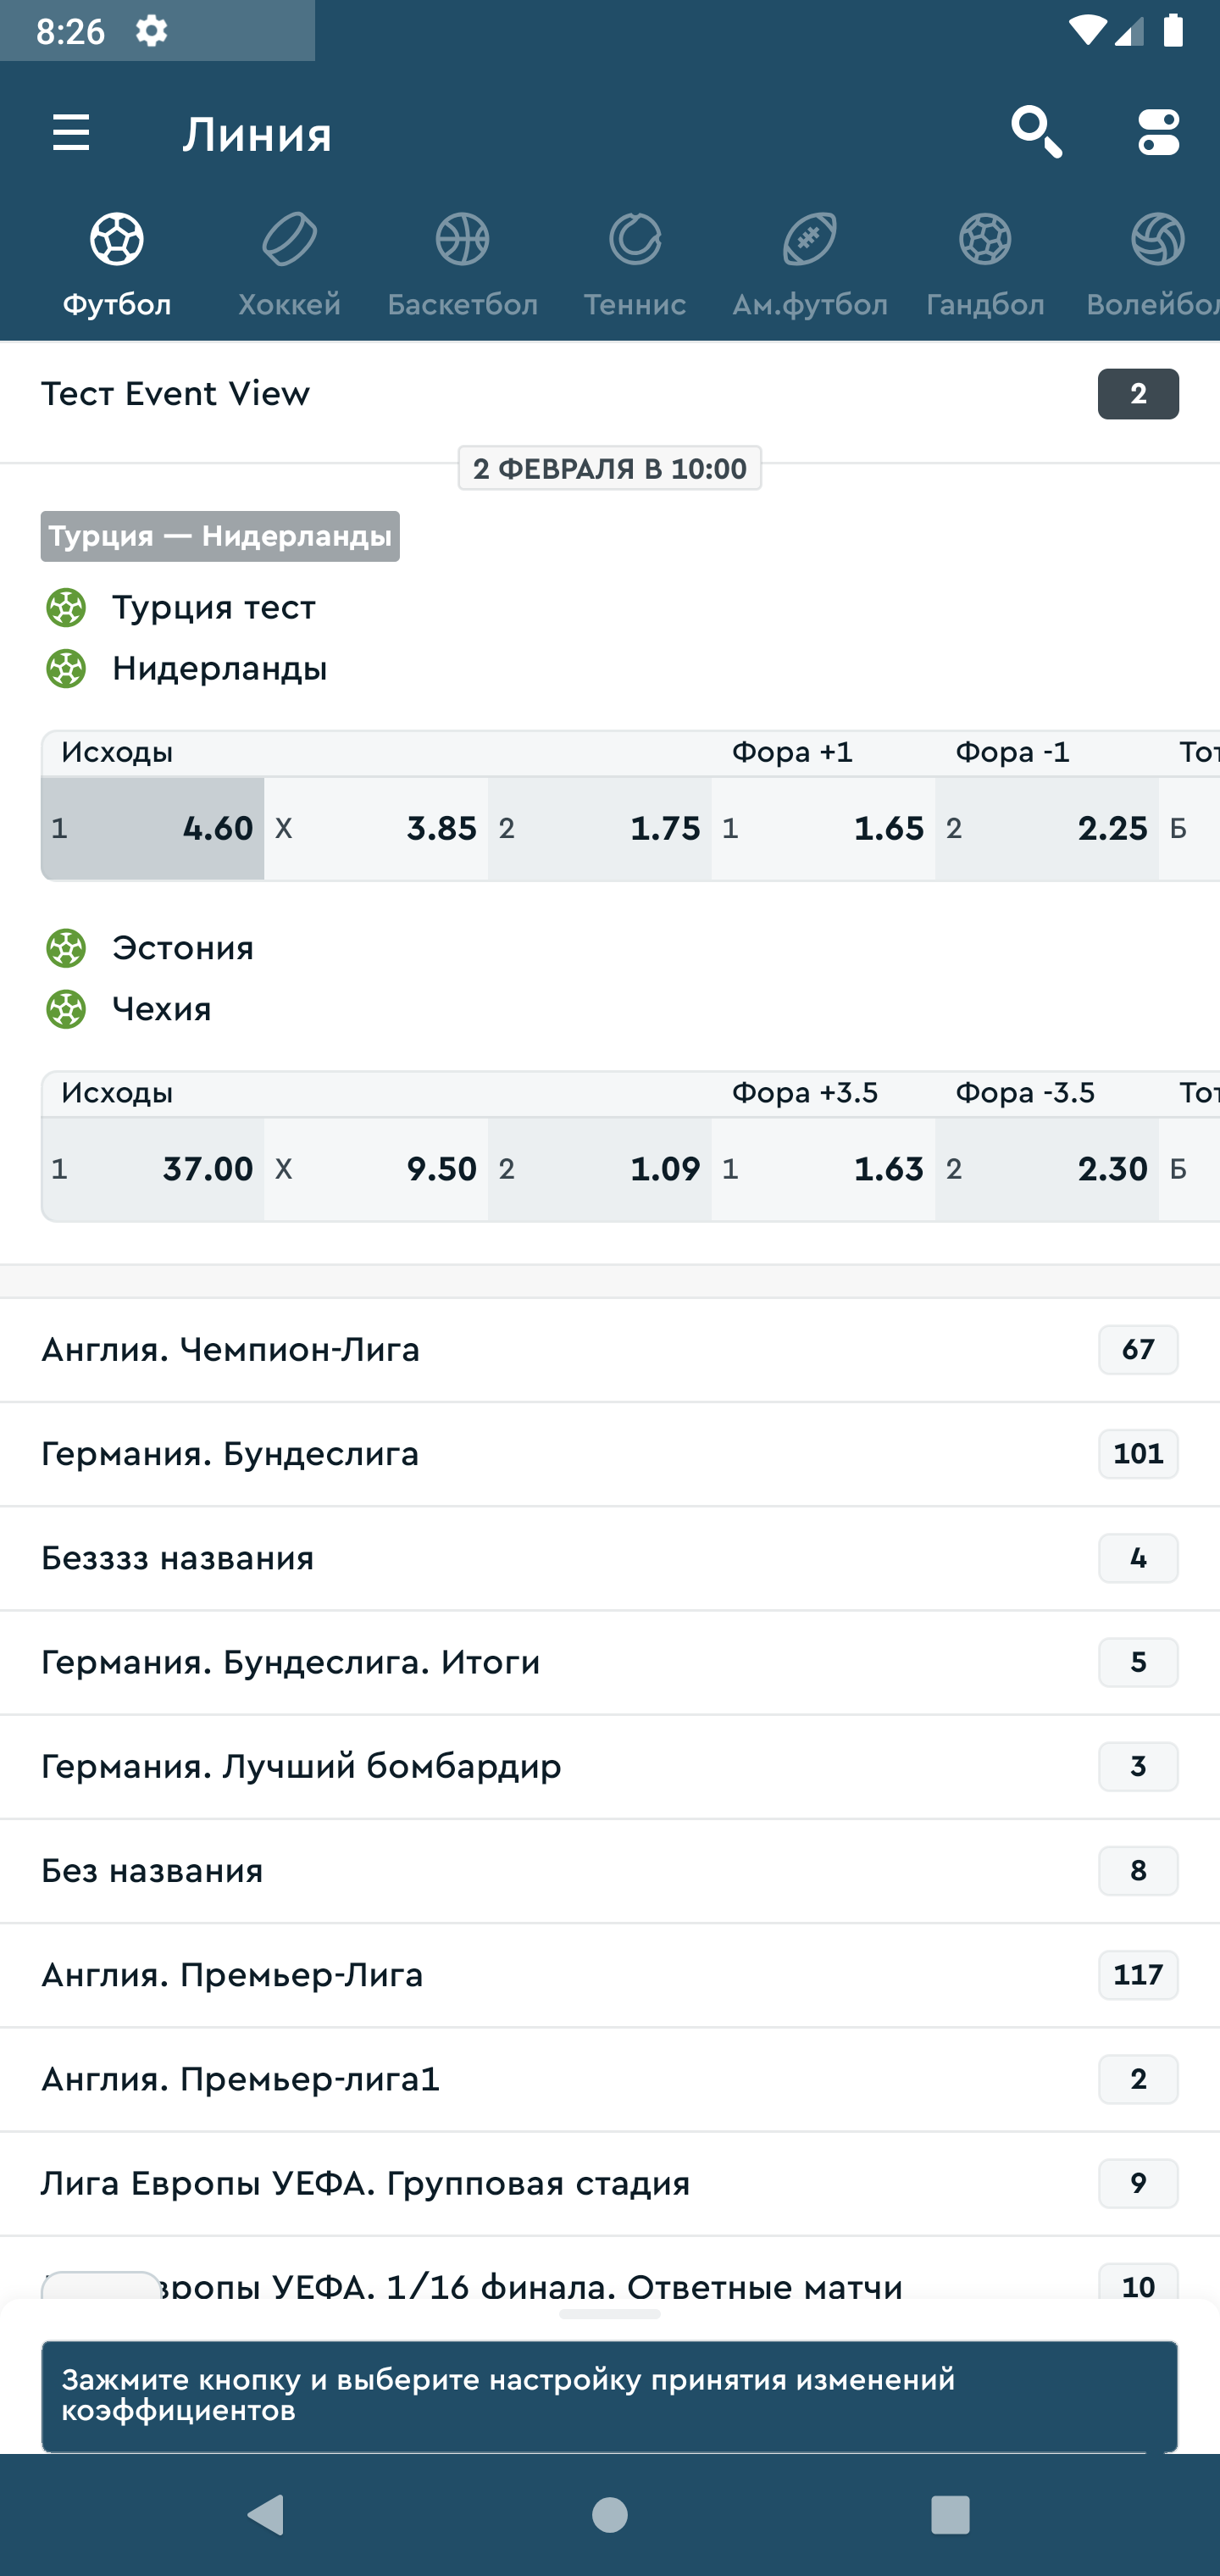 8:26
Линия
Футбол Хоккей Баскетбол Теннис Ам.футбол Гандбол Волейбол
Тест Event View 2
2 ФЕВРАЛЯ В 10:00
Турция — Нидерланды
Турция тест
Нидерланды
Исходы Фора +1 Фора -1 Тот
1 4.60 X 3.85 2 1.75 1 1.65 2 2.25 Б
Эстония
Чехия
Исходы Фора +3.5 Фора -3.5 Тот
1 37.00 X 9.50 2 1.09 1 1.63 2 2.30 Б
Англия. Чемпион-Лига 67
Германия. Бундеслига 101
Безззз названия 4
Германия. Бундеслига. Итоги 5
Германия. Лучший бомбардир 3
Без названия 8
Англия. Премьер-Лига 117
Англия. Премьер-лига1 2
Лига Европы УЕФА. Групповая стадия 9
вропы УЕФА. 1/16 финала. Ответные матчи 10
Зажмите кнопку и выберите настройку принятия изменений
коэффициентов